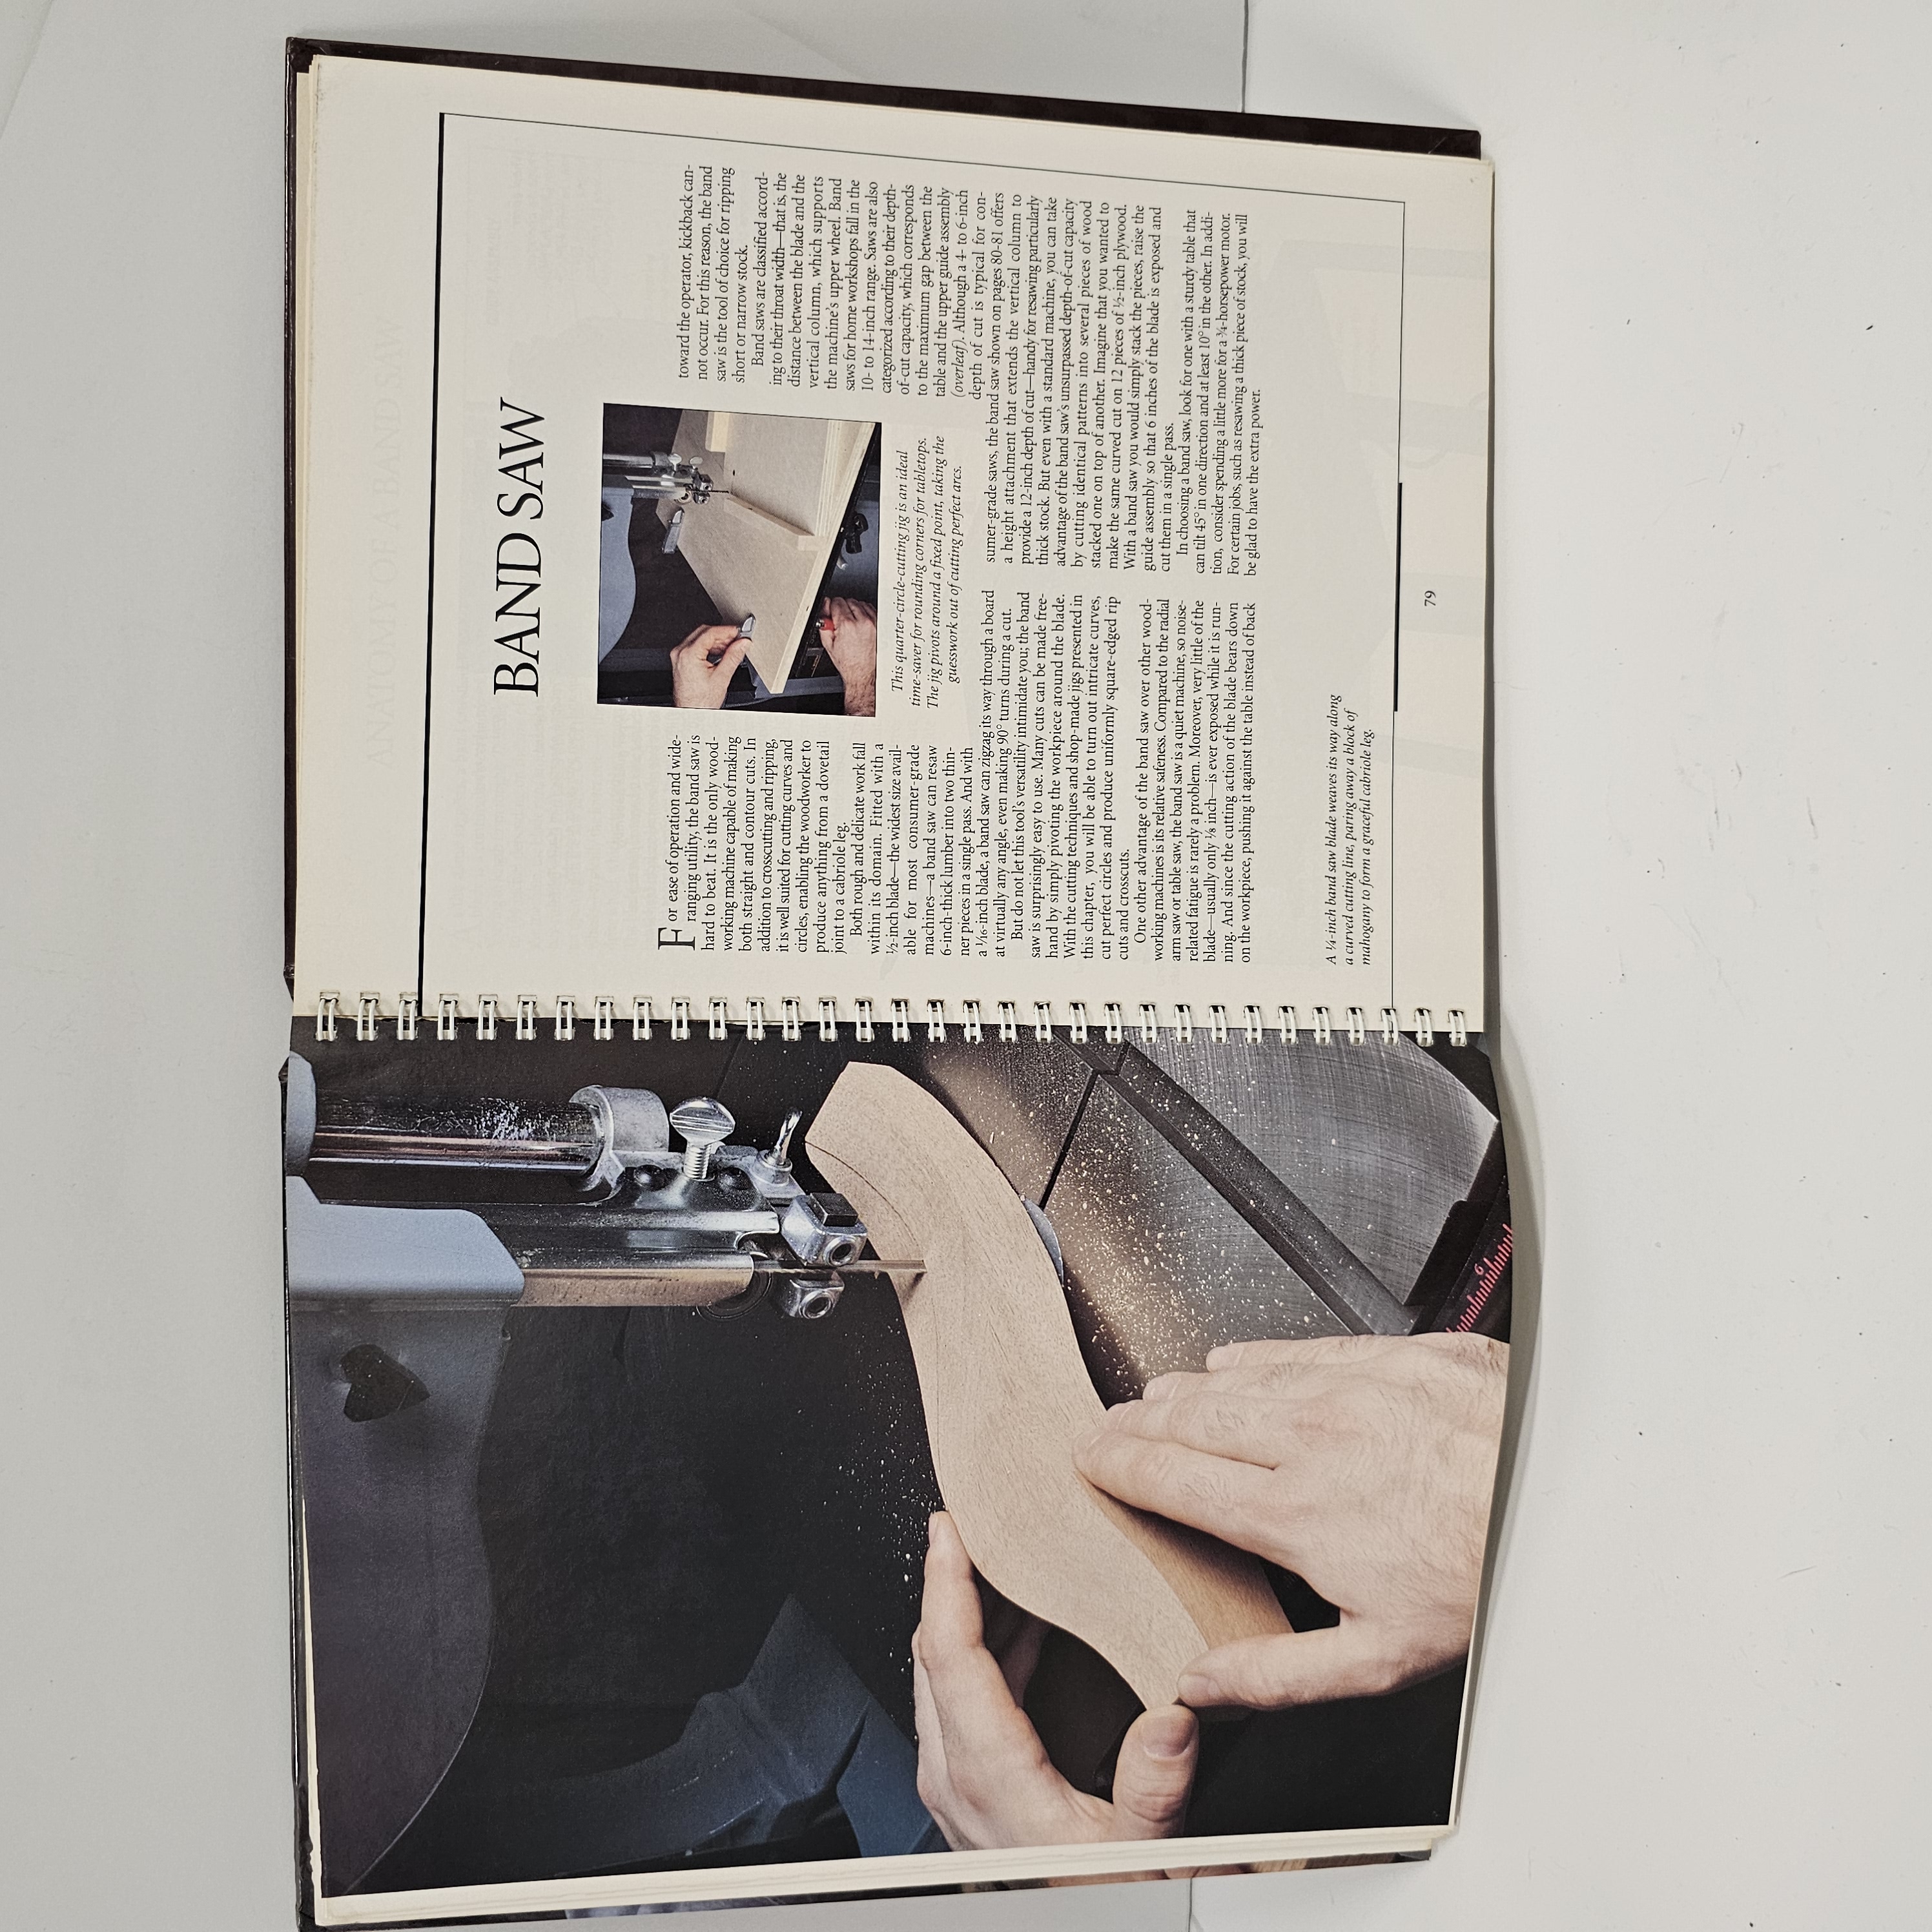 ANATOMY OF A BAND SAW
BAND SAW
For ease of operation and wide-
ranging utility, the band saw is
hard to beat. It is the only wood-
working machine capable of making
both straight and contour cuts. In
addition to crosscutting and ripping,
it is well suited for cutting curves and
circles, enabling the woodworker to
produce anything from a dovetail
joint to a cabriole leg.
Both rough and delicate work fall
within its domain. Fitted with a
½-inch blade—the widest size avail-
able for most consumer-grade
machines—a band saw can resaw
6-inch-thick lumber into two thin-
ner pieces in a single pass. And with
a 1⁄16-inch blade, a band saw can zigzag its way through a board
at virtually any angle, even making 90° turns during a cut.
But do not let this tool's versatility intimidate you; the band
saw is surprisingly easy to use. Many cuts can be made free-
hand by simply pivoting the workpiece around the blade.
With the cutting techniques and shop-made jigs presented in
this chapter, you will be able to turn out intricate curves,
cut perfect circles and produce uniformly square-edged rip
cuts and crosscuts.
One other advantage of the band saw over other wood-
working machines is its relative safeness. Compared to the radial
arm saw or table saw, the band saw is a quiet machine, so noise-
related fatigue is rarely a problem. Moreover, very little of the
blade—usually only ⅛ inch—is ever exposed while it is run-
ning. And since the cutting action of the blade bears down
on the workpiece, pushing it against the table instead of back
This quarter-circle-cutting jig is an ideal
time-saver for rounding corners for tabletops.
The jig pivots around a fixed point, taking the
guesswork out of cutting perfect arcs.
toward the operator, kickback can-
not occur. For this reason, the band
saw is the tool of choice for ripping
short or narrow stock.
Band saws are classified accord-
ing to their throat width—that is, the
distance between the blade and the
vertical column, which supports
the machine's upper wheel. Band
saws for home workshops fall in the
10- to 14-inch range. Saws are also
categorized according to their depth-
of-cut capacity, which corresponds
to the maximum gap between the
table and the upper guide assembly
(overleaf). Although a 4- to 6-inch
depth of cut is typical for con-
sumer-grade saws, the band saw shown on pages 80-81 offers
a height attachment that extends the vertical column to
provide a 12-inch depth of cut—handy for resawing particularly
thick stock. But even with a standard machine, you can take
advantage of the band saw's unsurpassed depth-of-cut capacity
by cutting identical patterns into several pieces of wood
stacked one on top of another. Imagine that you wanted to
make the same curved cut on 12 pieces of ½-inch plywood.
With a band saw you would simply stack the pieces, raise the
guide assembly so that 6 inches of the blade is exposed and
cut them in a single pass.
In choosing a band saw, look for one with a sturdy table that
can tilt 45° in one direction and at least 10° in the other. In addi-
tion, consider spending a little more for a ¾-horsepower motor.
For certain jobs, such as resawing a thick piece of stock, you will
be glad to have the extra power.
A ¼-inch band saw blade weaves its way along
a curved cutting line, paring away a block of
mahogany to form a graceful cabriole leg.
79